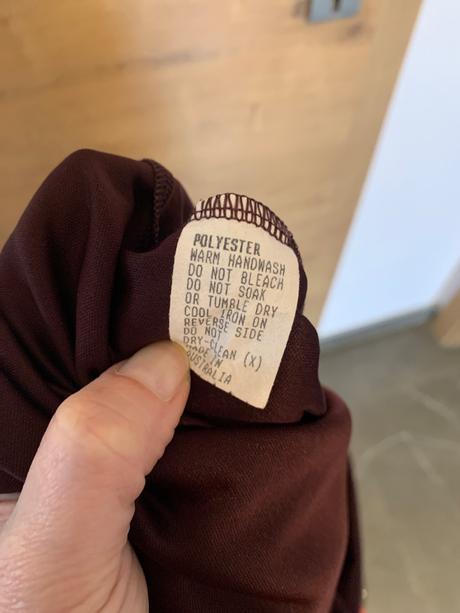 POLYESTER
WARM HANDWASH
DO NOT BLEACH
DO NOT SOAK
OR TUMBLE DRY
COOL IRON ON
REVERSE SIDE
DO NOT
DRY-CLEAN (X)
MADE IN
AUSTRALIA